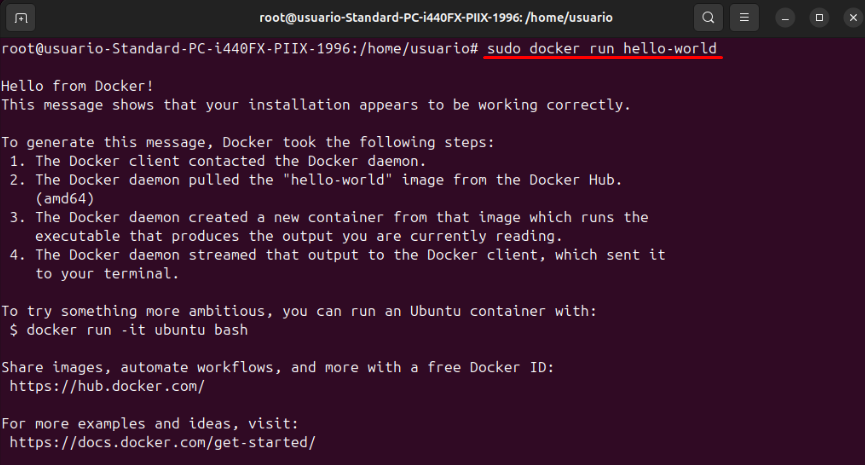 root@usuario-Standard-PC-i440FX-PIIX-1996: /home/usuario
root@usuario-Standard-PC-i440FX-PIIX-1996:/home/usuario# sudo docker run hello-world
Hello from Docker!
This message shows that your installation appears to be working correctly.
To generate this message, Docker took the following steps:
1. The Docker client contacted the Docker daemon.
2. The Docker daemon pulled the "hello-world" image from the Docker Hub.
(amd64)
3. The Docker daemon created a new container from that image which runs the
executable that produces the output you are currently reading.
4. The Docker daemon streamed that output to the Docker client, which sent it
to your terminal.
To try something more ambitious, you can run an Ubuntu container with:
$ docker run -it ubuntu bash
Share images, automate workflows, and more with a free Docker ID:
https://hub.docker.com/
For more examples and ideas, visit:
https://docs.docker.com/get-started/